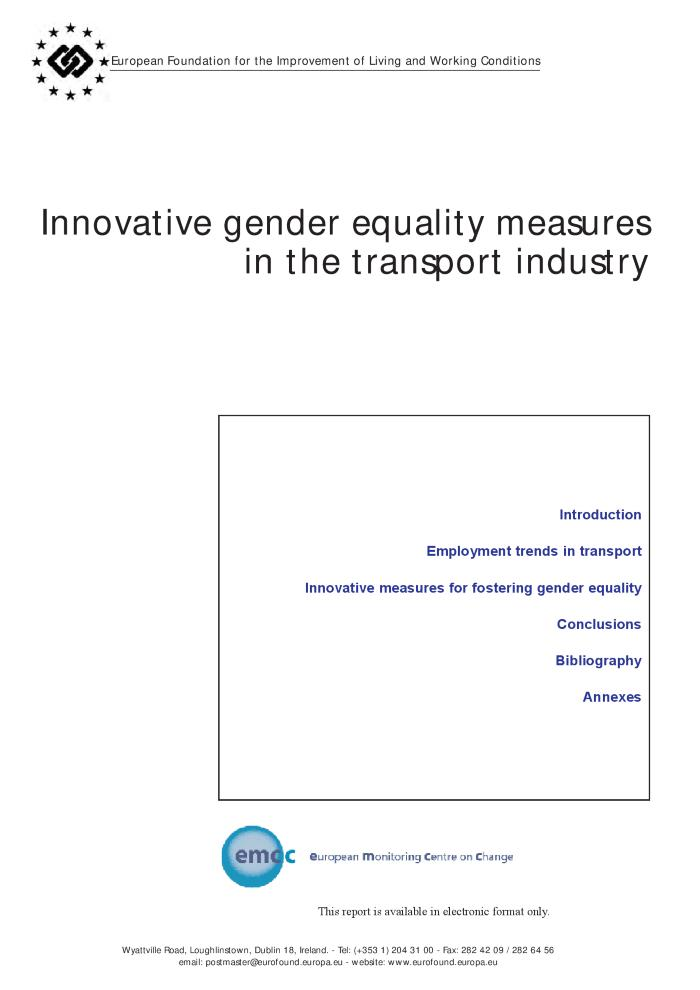 European Foundation for the Improvement of Living and Working Conditions
Innovative gender equality measures
in the transport industry
Introduction
Employment trends in transport
Innovative measures for fostering gender equality
Conclusions
Bibliography
Annexes
emcc european monitoring centre on change
This report is available in electronic format only.
Wyattville Road, Loughlinstown, Dublin 18, Ireland. - Tel: (+353 1) 204 31 00 - Fax: 282 42 09 / 282 64 56
email: postmaster@eurofound.europa.eu - website: www.eurofound.europa.eu